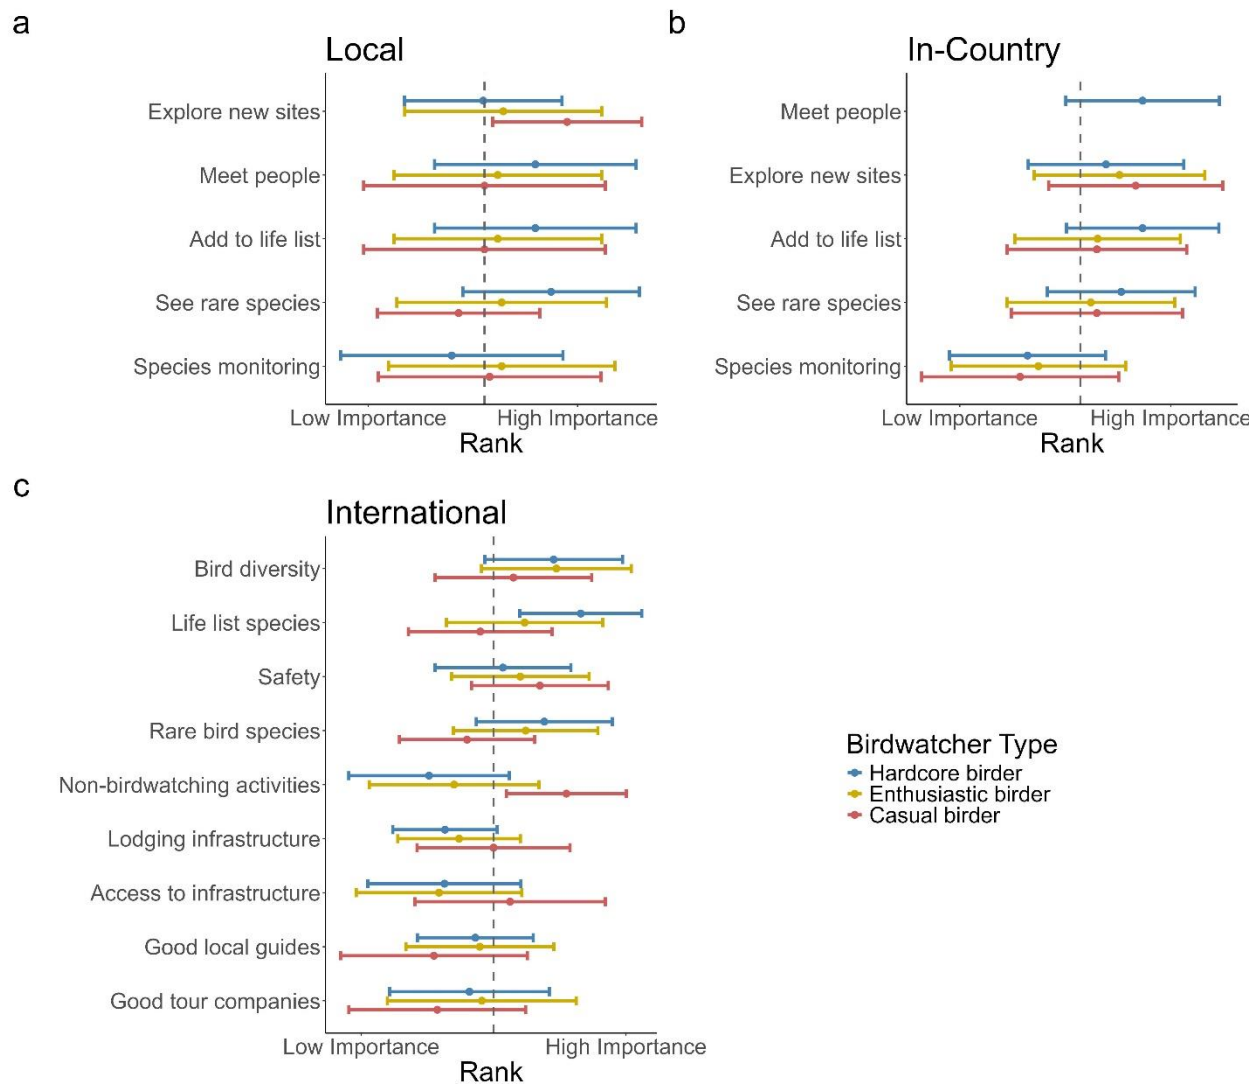 a
Local
Explore new sites
Meet people
Add to life list
See rare species
Species monitoring
Low Importance
High Importance
Rank
b
In-Country
Meet people
Explore new sites
Add to life list
See rare species
Species monitoring
Low Importance
High Importance
Rank
c
International
Bird diversity
Life list species
Safety
Rare bird species
Non-birdwatching activities
Lodging infrastructure
Access to infrastructure
Good local guides
Good tour companies
Low Importance
High Importance
Rank
Birdwatcher Type
Hardcore birder
Enthusiastic birder
Casual birder